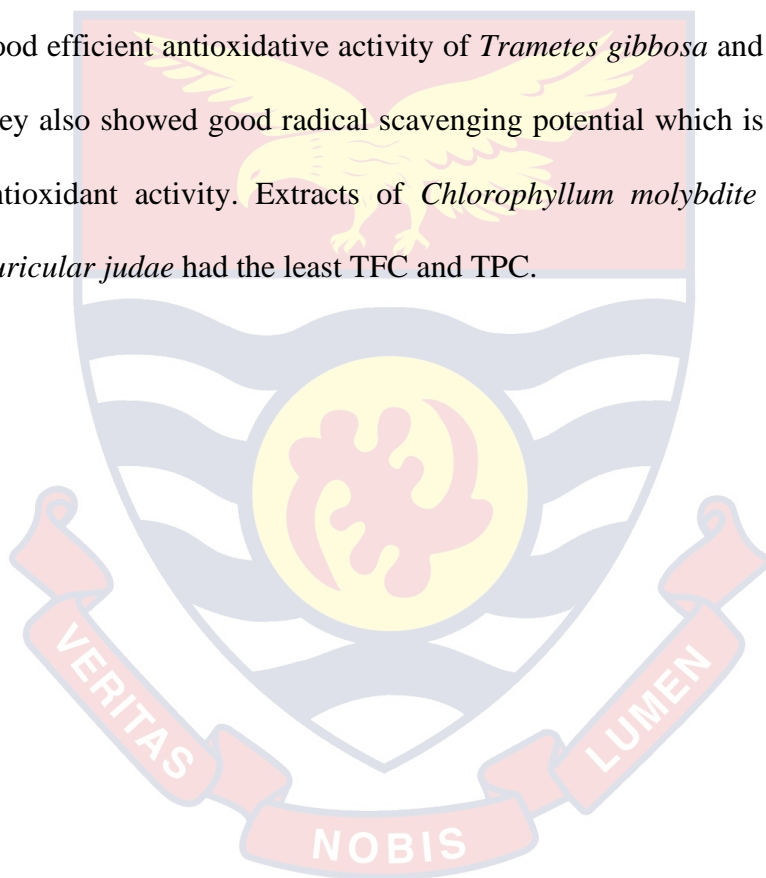 ood efficient antioxidative activity of Trametes gibbosa and
ey also showed good radical scavenging potential which is
ntioxidant activity. Extracts of Chlorophyllum molybdite
uricular judae had the least TFC and TPC.
VERITAS
NOBIS
LUMEN